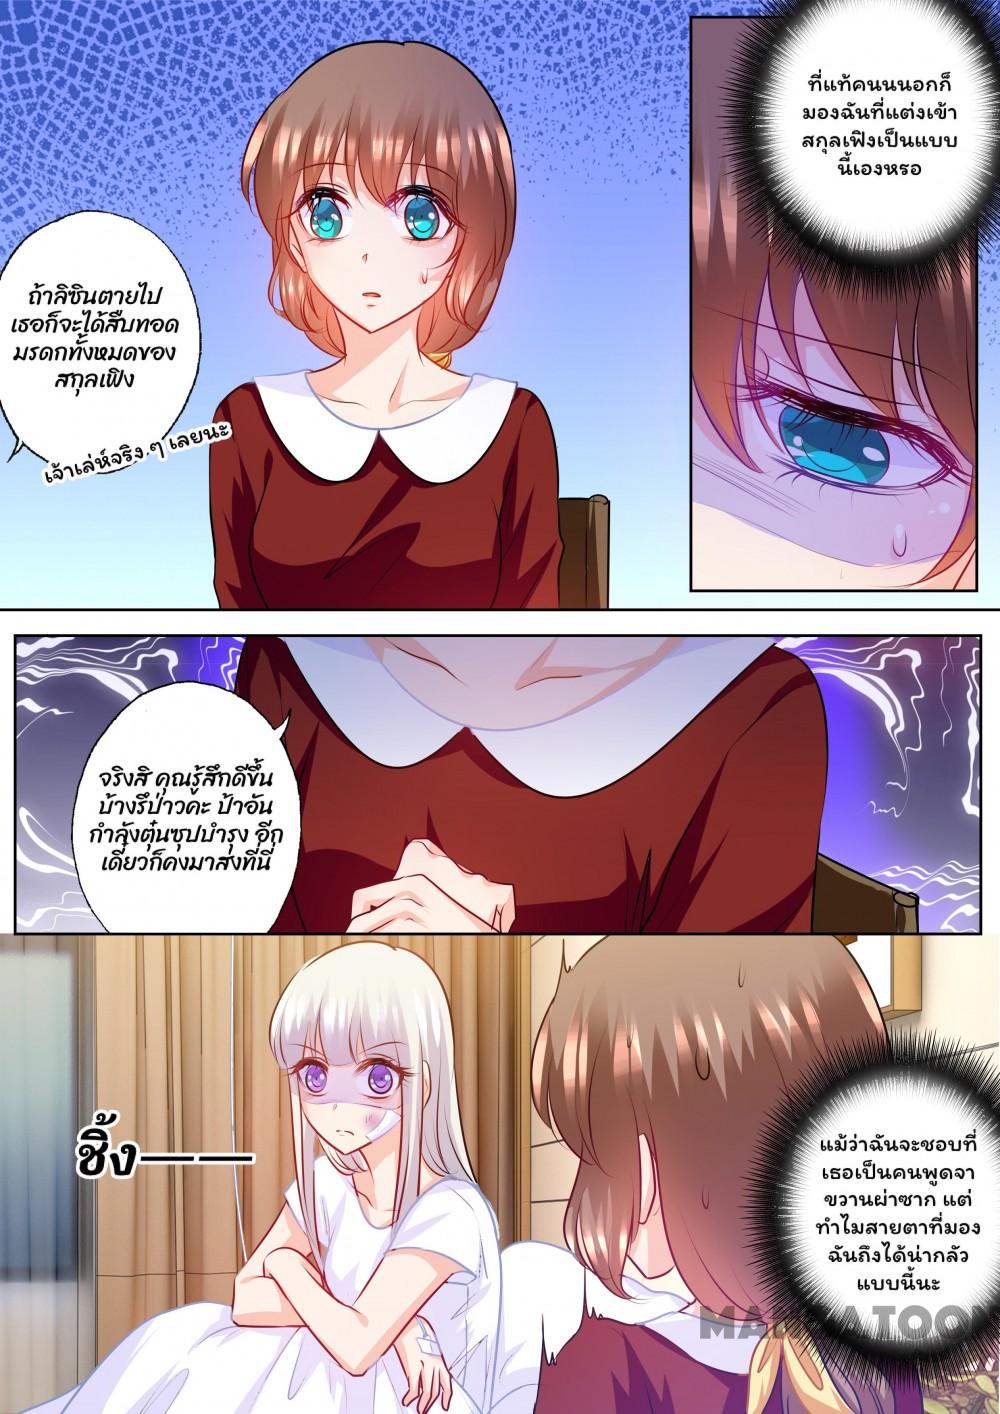 ถ้าลิซินตายไป
เธอก็จะได้สืบทอด
มรดกทั้งหมดของ
สกุลเฟิง
เจ้าเล่ห์จริง ๆ เลยนะ
ที่แท้คนนนอกก็
มองฉันที่แต่งเข้า
สกุลเฟิงเป็นแบบ
นี้เองหรอ
จริงสิ คุณรู้สึกดีขึ้น
บ้างรึป่าวคะ ป้าอัน
กำลังตุ๋นซุปบำรุง อีก
เดี๋ยวก็คงมาส่งที่นี่
ชิ้ง——
แม้ว่าฉันจะชอบที่
เธอเป็นคนพูดจา
ขวานผ่าซาก แต่
ทำไมสายตาที่มอง
ฉันถึงได้น่ากลัว
แบบนี้นะ
MANGATOON